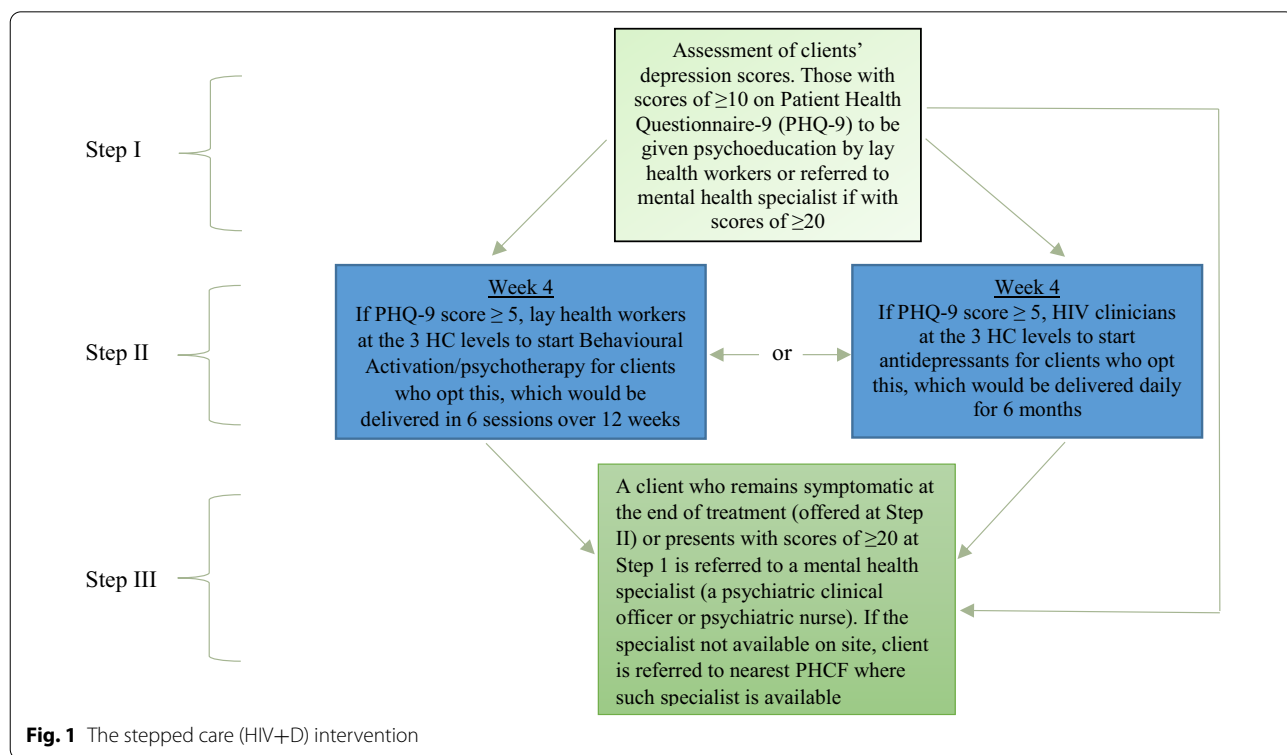 Assessment of clients'
depression scores. Those with
scores of ≥10 on Patient Health
Questionnaire-9 (PHQ-9) to be
given psychoeducation by lay
health workers or referred to
mental health specialist if with
scores of ≥20
Step I
Week 4
If PHQ-9 score ≥ 5, lay health workers
at the 3 HC levels to start Behavioural
Activation/psychotherapy for clients
who opt this, which would be
delivered in 6 sessions over 12 weeks
or
Week 4
If PHQ-9 score ≥ 5, HIV clinicians
at the 3 HC levels to start
antidepressants for clients who opt
this, which would be delivered daily
for 6 months
Step II
A client who remains symptomatic at
the end of treatment (offered at Step
II) or presents with scores of ≥20 at
Step 1 is referred to a mental health
specialist (a psychiatric clinical
officer or psychiatric nurse). If the
specialist not available on site, client
is referred to nearest PHCF where
such specialist is available
Step III
Fig. 1 The stepped care (HIV+D) intervention